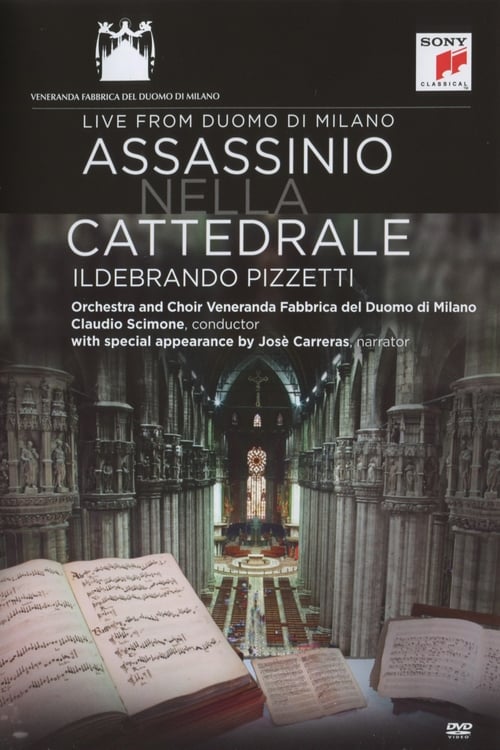 SONY
CLASSICAL
VENERANDA FABBRICA DEL DUOMO DI MILANO
LIVE FROM DUOMO DI MILANO
ASSASSINIO
NELLA
CATTEDRALE
ILDEBRANDO PIZZETTI
Orchestra and Choir Veneranda Fabbrica del Duomo di Milano
Claudio Scimone, conductor
with special appearance by Josè Carreras, narrator
DVD
VIDEO